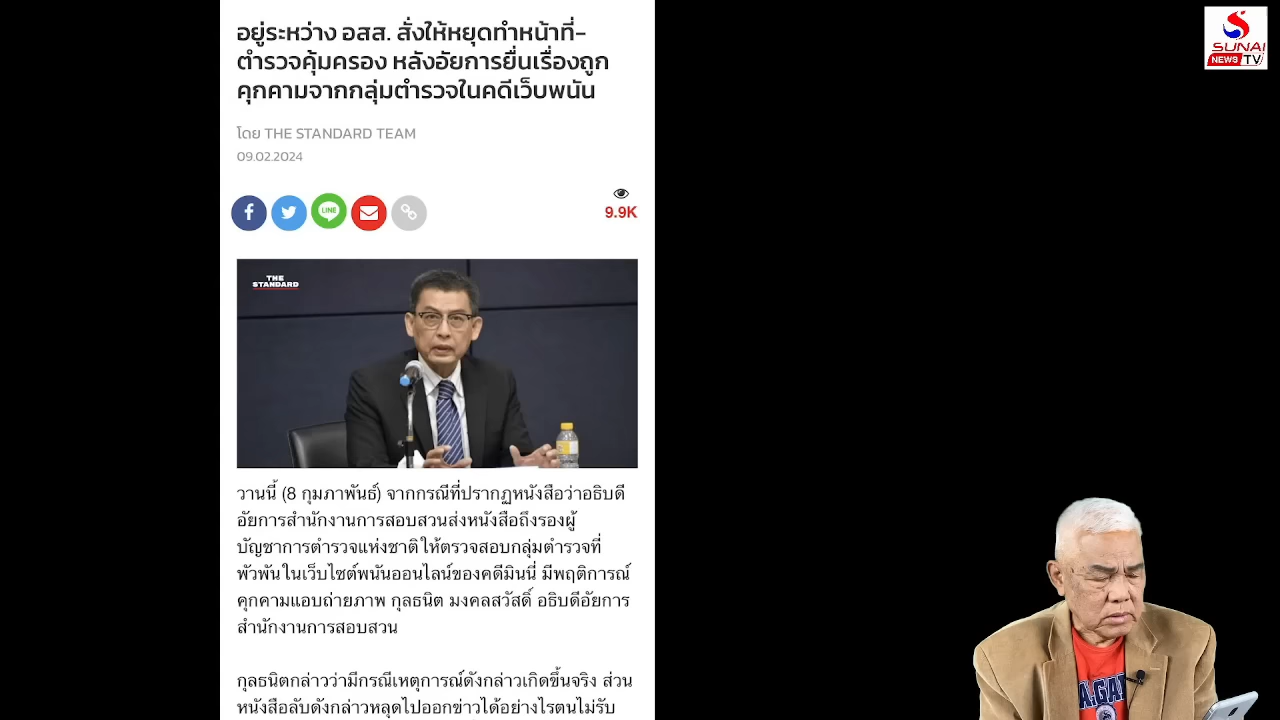 อยู่ระหว่าง อสส. สั่งให้หยุดทำหน้าที่-
ตำรวจคุ้มครอง หลังอัยการยื่นเรื่องถูก
คุกคามจากกลุ่มตำรวจในคดีเว็บพนัน
โดย THE STANDARD TEAM
09.02.2024
LINE
9.9K
THE
STANDARD
วานนี้ (8 กุมภาพันธ์) จากกรณีที่ปรากฏหนังสือว่าอธิบดี
อัยการสำนักงานการสอบสวนส่งหนังสือถึงรองผู้
บัญชาการตำรวจแห่งชาติ ให้ตรวจสอบกลุ่มตำรวจที่
พัวพันในเว็บไซต์พนันออนไลน์ของคดีมินนี่ มีพฤติการณ์
คุกคามแอบถ่ายภาพ กุลธนิต มงคลสวัสดิ์ อธิบดีอัยการ
สำนักงานการสอบสวน
กุลธนิตกล่าวว่ามีกรณีเหตุการณ์ดังกล่าวเกิดขึ้นจริง ส่วน
หนังสือลับดังกล่าวหลุดไปออกข่าวได้อย่างไรตนไม่รับ
SUNAI
NEWS TV